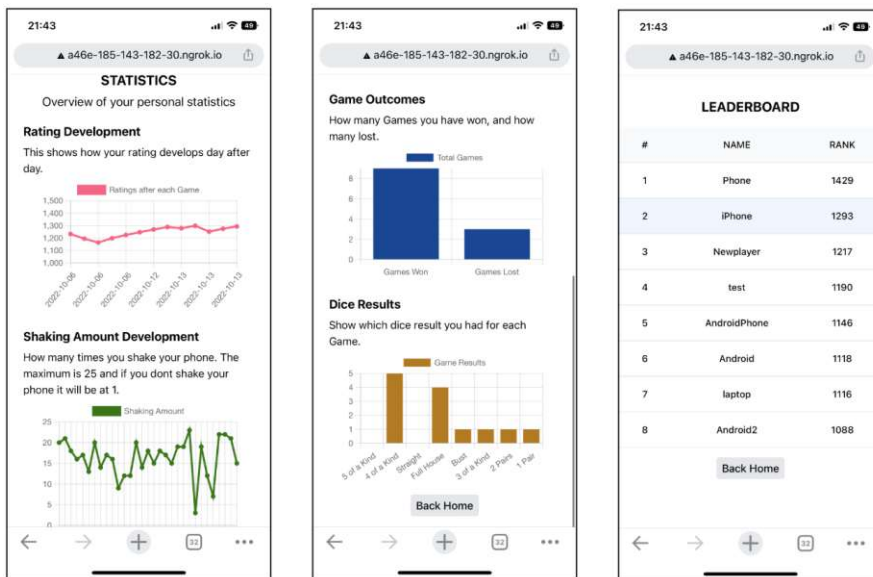 21:43
49
a46e-185-143-182-30.ngrok.io
STATISTICS
Overview of your personal statistics
Rating Development
This shows how your rating develops day after
day.
Ratings after each Game
1,500
1,400
1,300
1,200
1,100
1,000
2022-10-06
2022-10-06
2022-10-06
2022-10-06
2022-10-12
2022-10-13
2022-10-13
2022-10-13
Shaking Amount Development
How many times you shake your phone. The
maximum is 25 and if you dont shake your
phone it will be at 1.
Shaking Amount
25
20
15
10
5
0
32
21:43
49
a46e-185-143-182-30.ngrok.io
Game Outcomes
How many Games you have won, and how
many lost.
Total Games
8
6
4
2
0
Games Won
Games Lost
Dice Results
Show which dice result you had for each
Game.
Game Results
5
4
3
2
1
0
5 of a Kind
4 of a Kind
Straight
Full House
Bust
3 of a Kind
2 Pairs
1 Pair
Back Home
32
21:43
49
a46e-185-143-182-30.ngrok.io
LEADERBOARD
# NAME RANK
1 Phone 1429
2 iPhone 1293
3 Newplayer 1217
4 test 1190
5 AndroidPhone 1146
6 Android 1118
7 laptop 1116
8 Android2 1088
Back Home
32